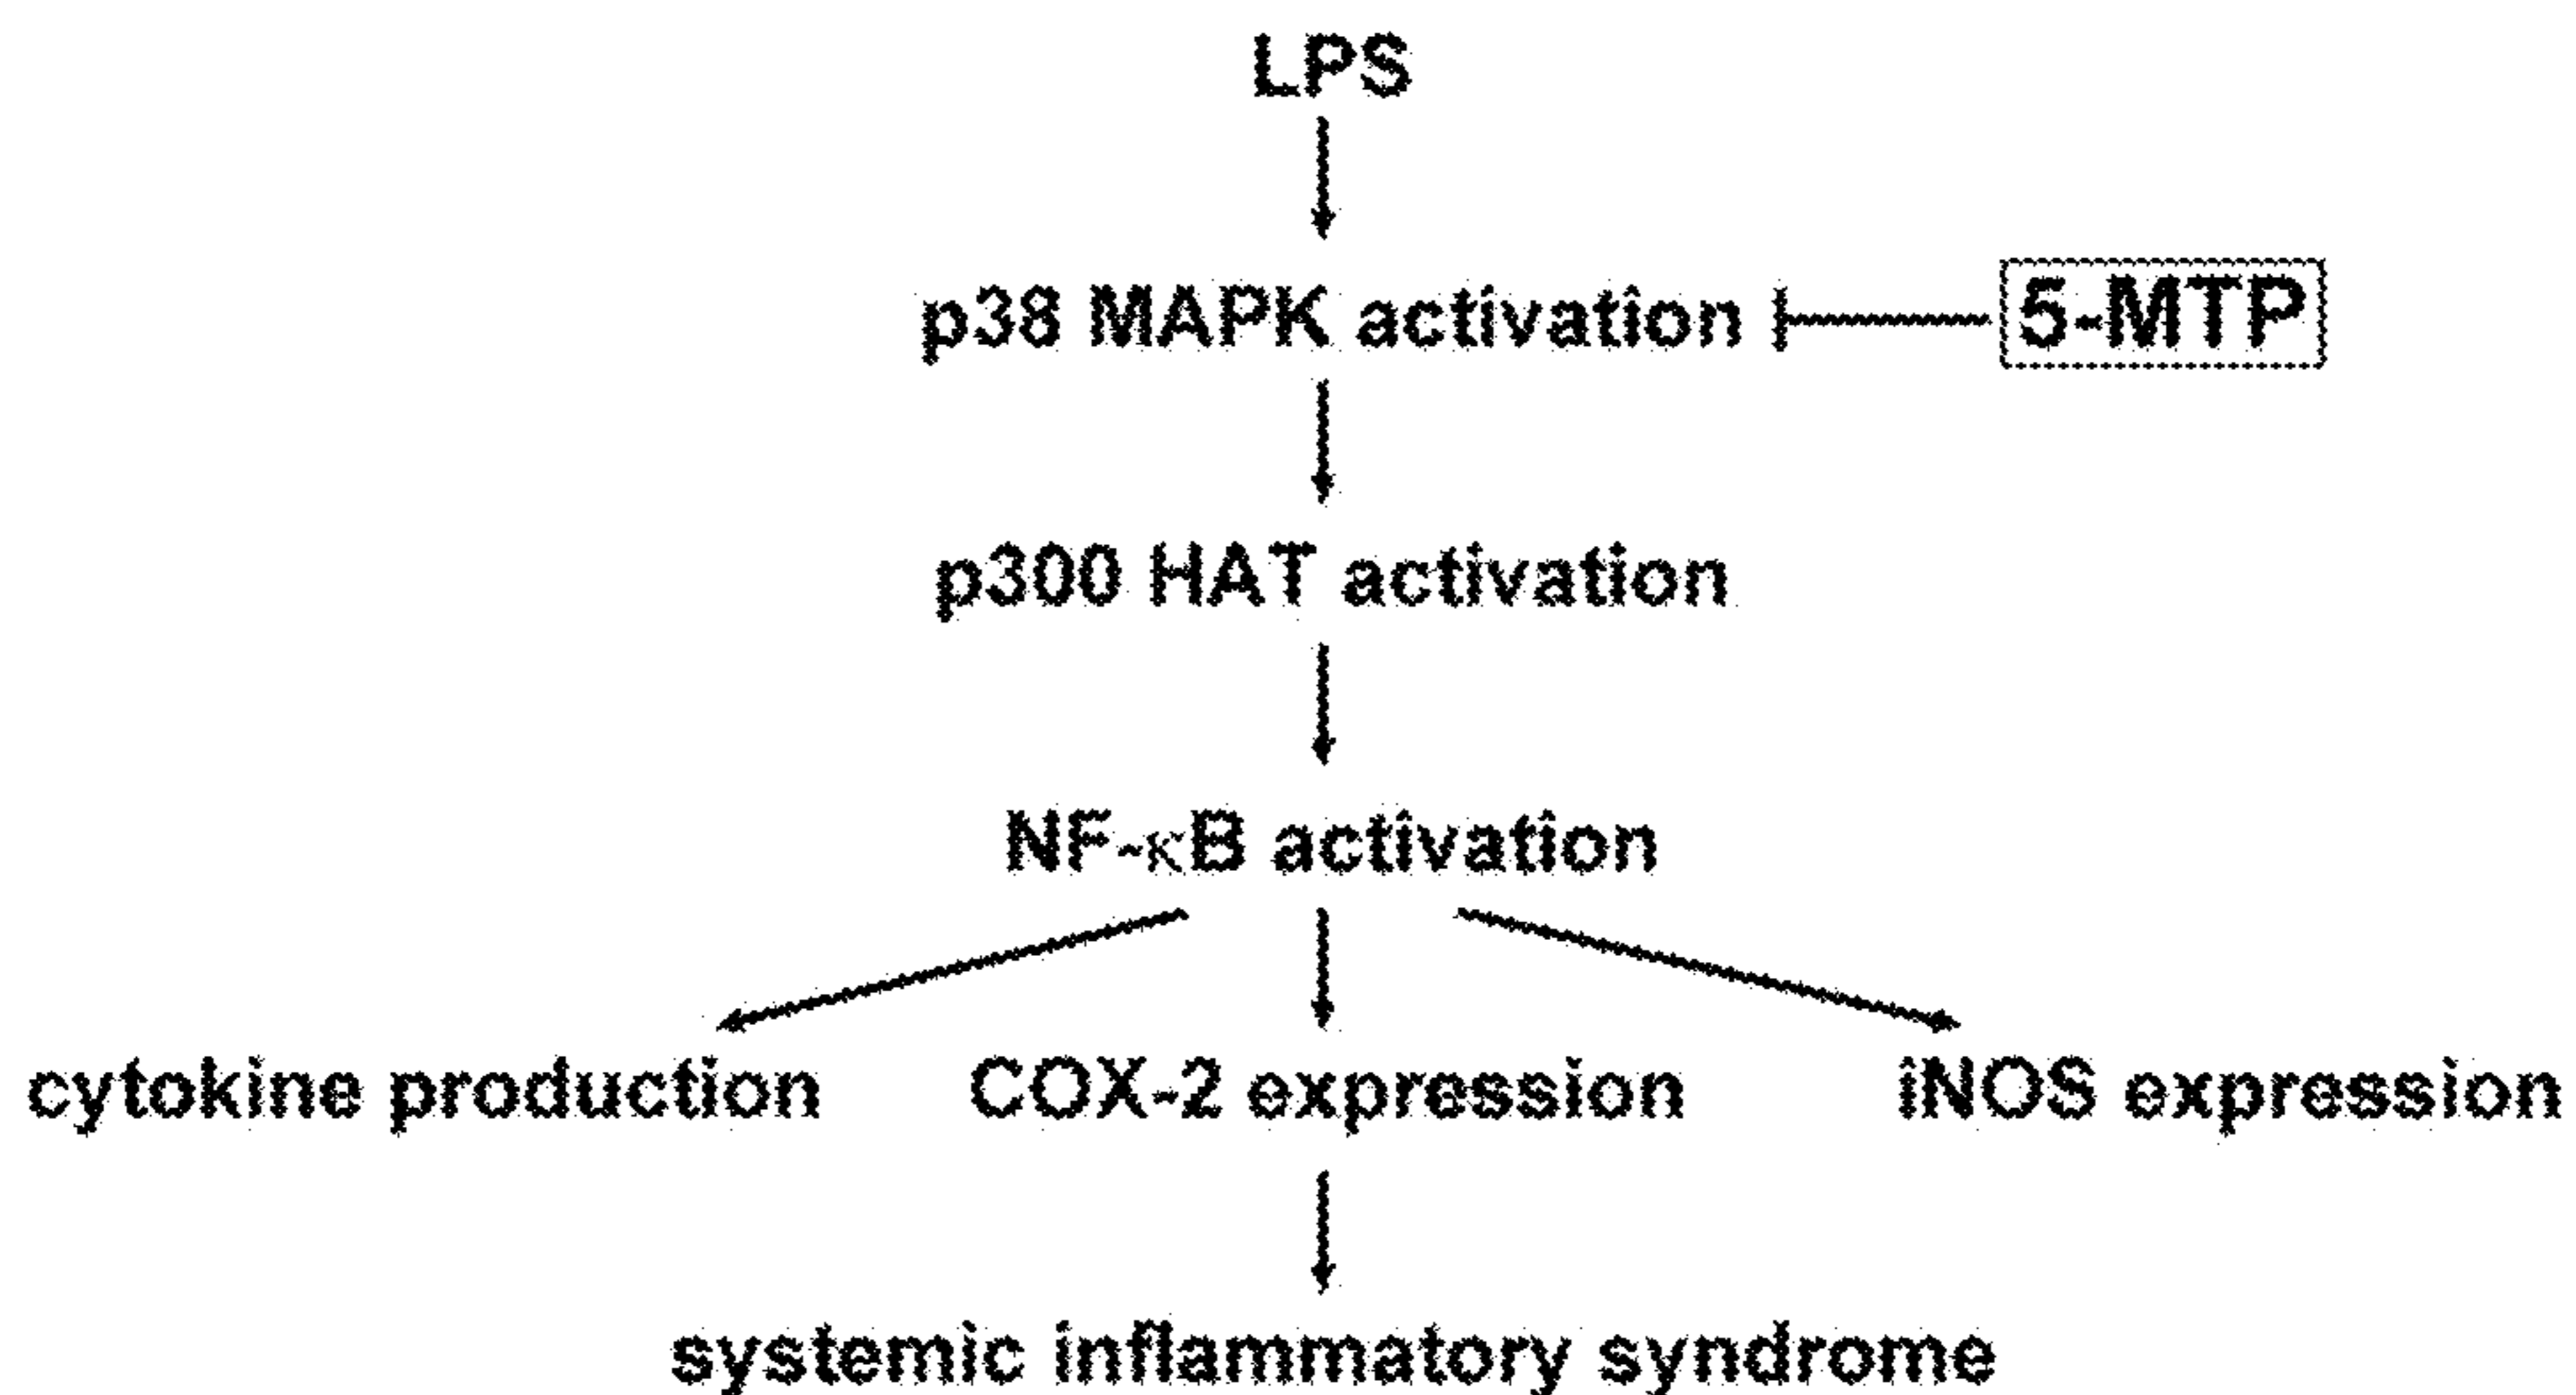 LPS
p38 MAPK activation 5-MTP
p300 HAT activation
NF-κB activation
cytokine production COX-2 expression iNOS expression
systemic inflammatory syndrome